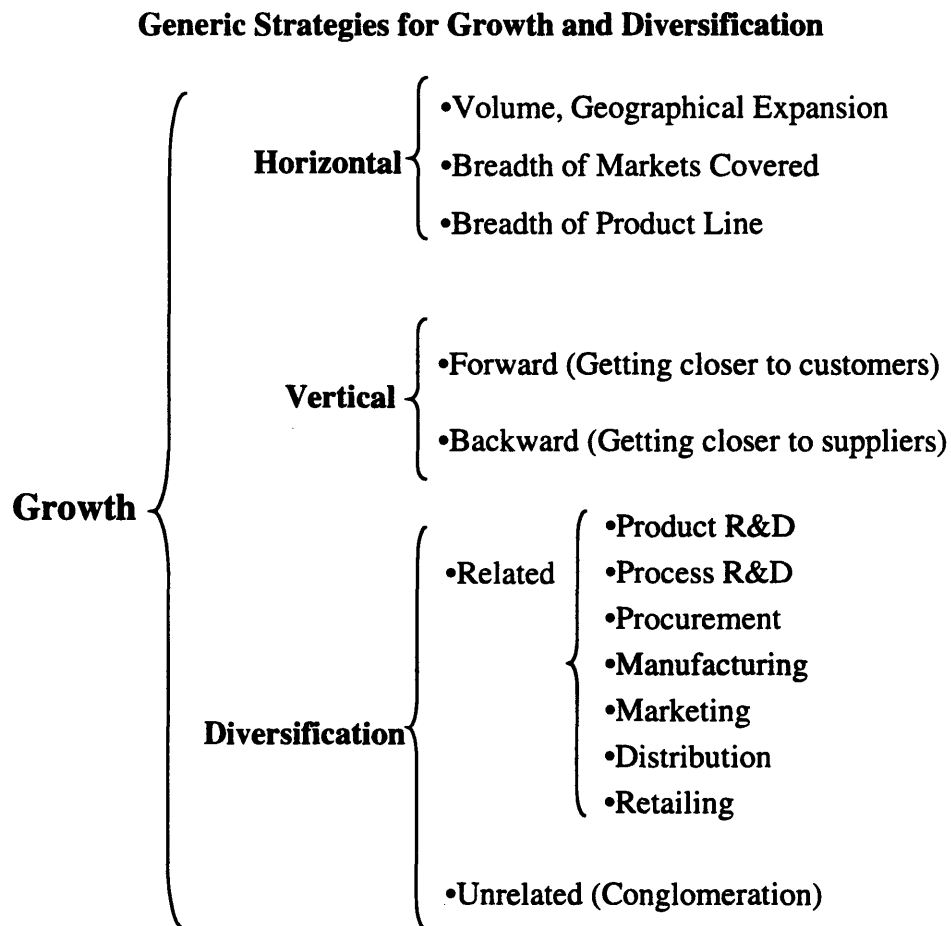 Generic Strategies for Growth and Diversification
Growth
Horizontal
•Volume, Geographical Expansion
•Breadth of Markets Covered
•Breadth of Product Line
Vertical
•Forward (Getting closer to customers)
•Backward (Getting closer to suppliers)
Diversification
•Related
•Product R&D
•Process R&D
•Procurement
•Manufacturing
•Marketing
•Distribution
•Retailing
•Unrelated (Conglomeration)